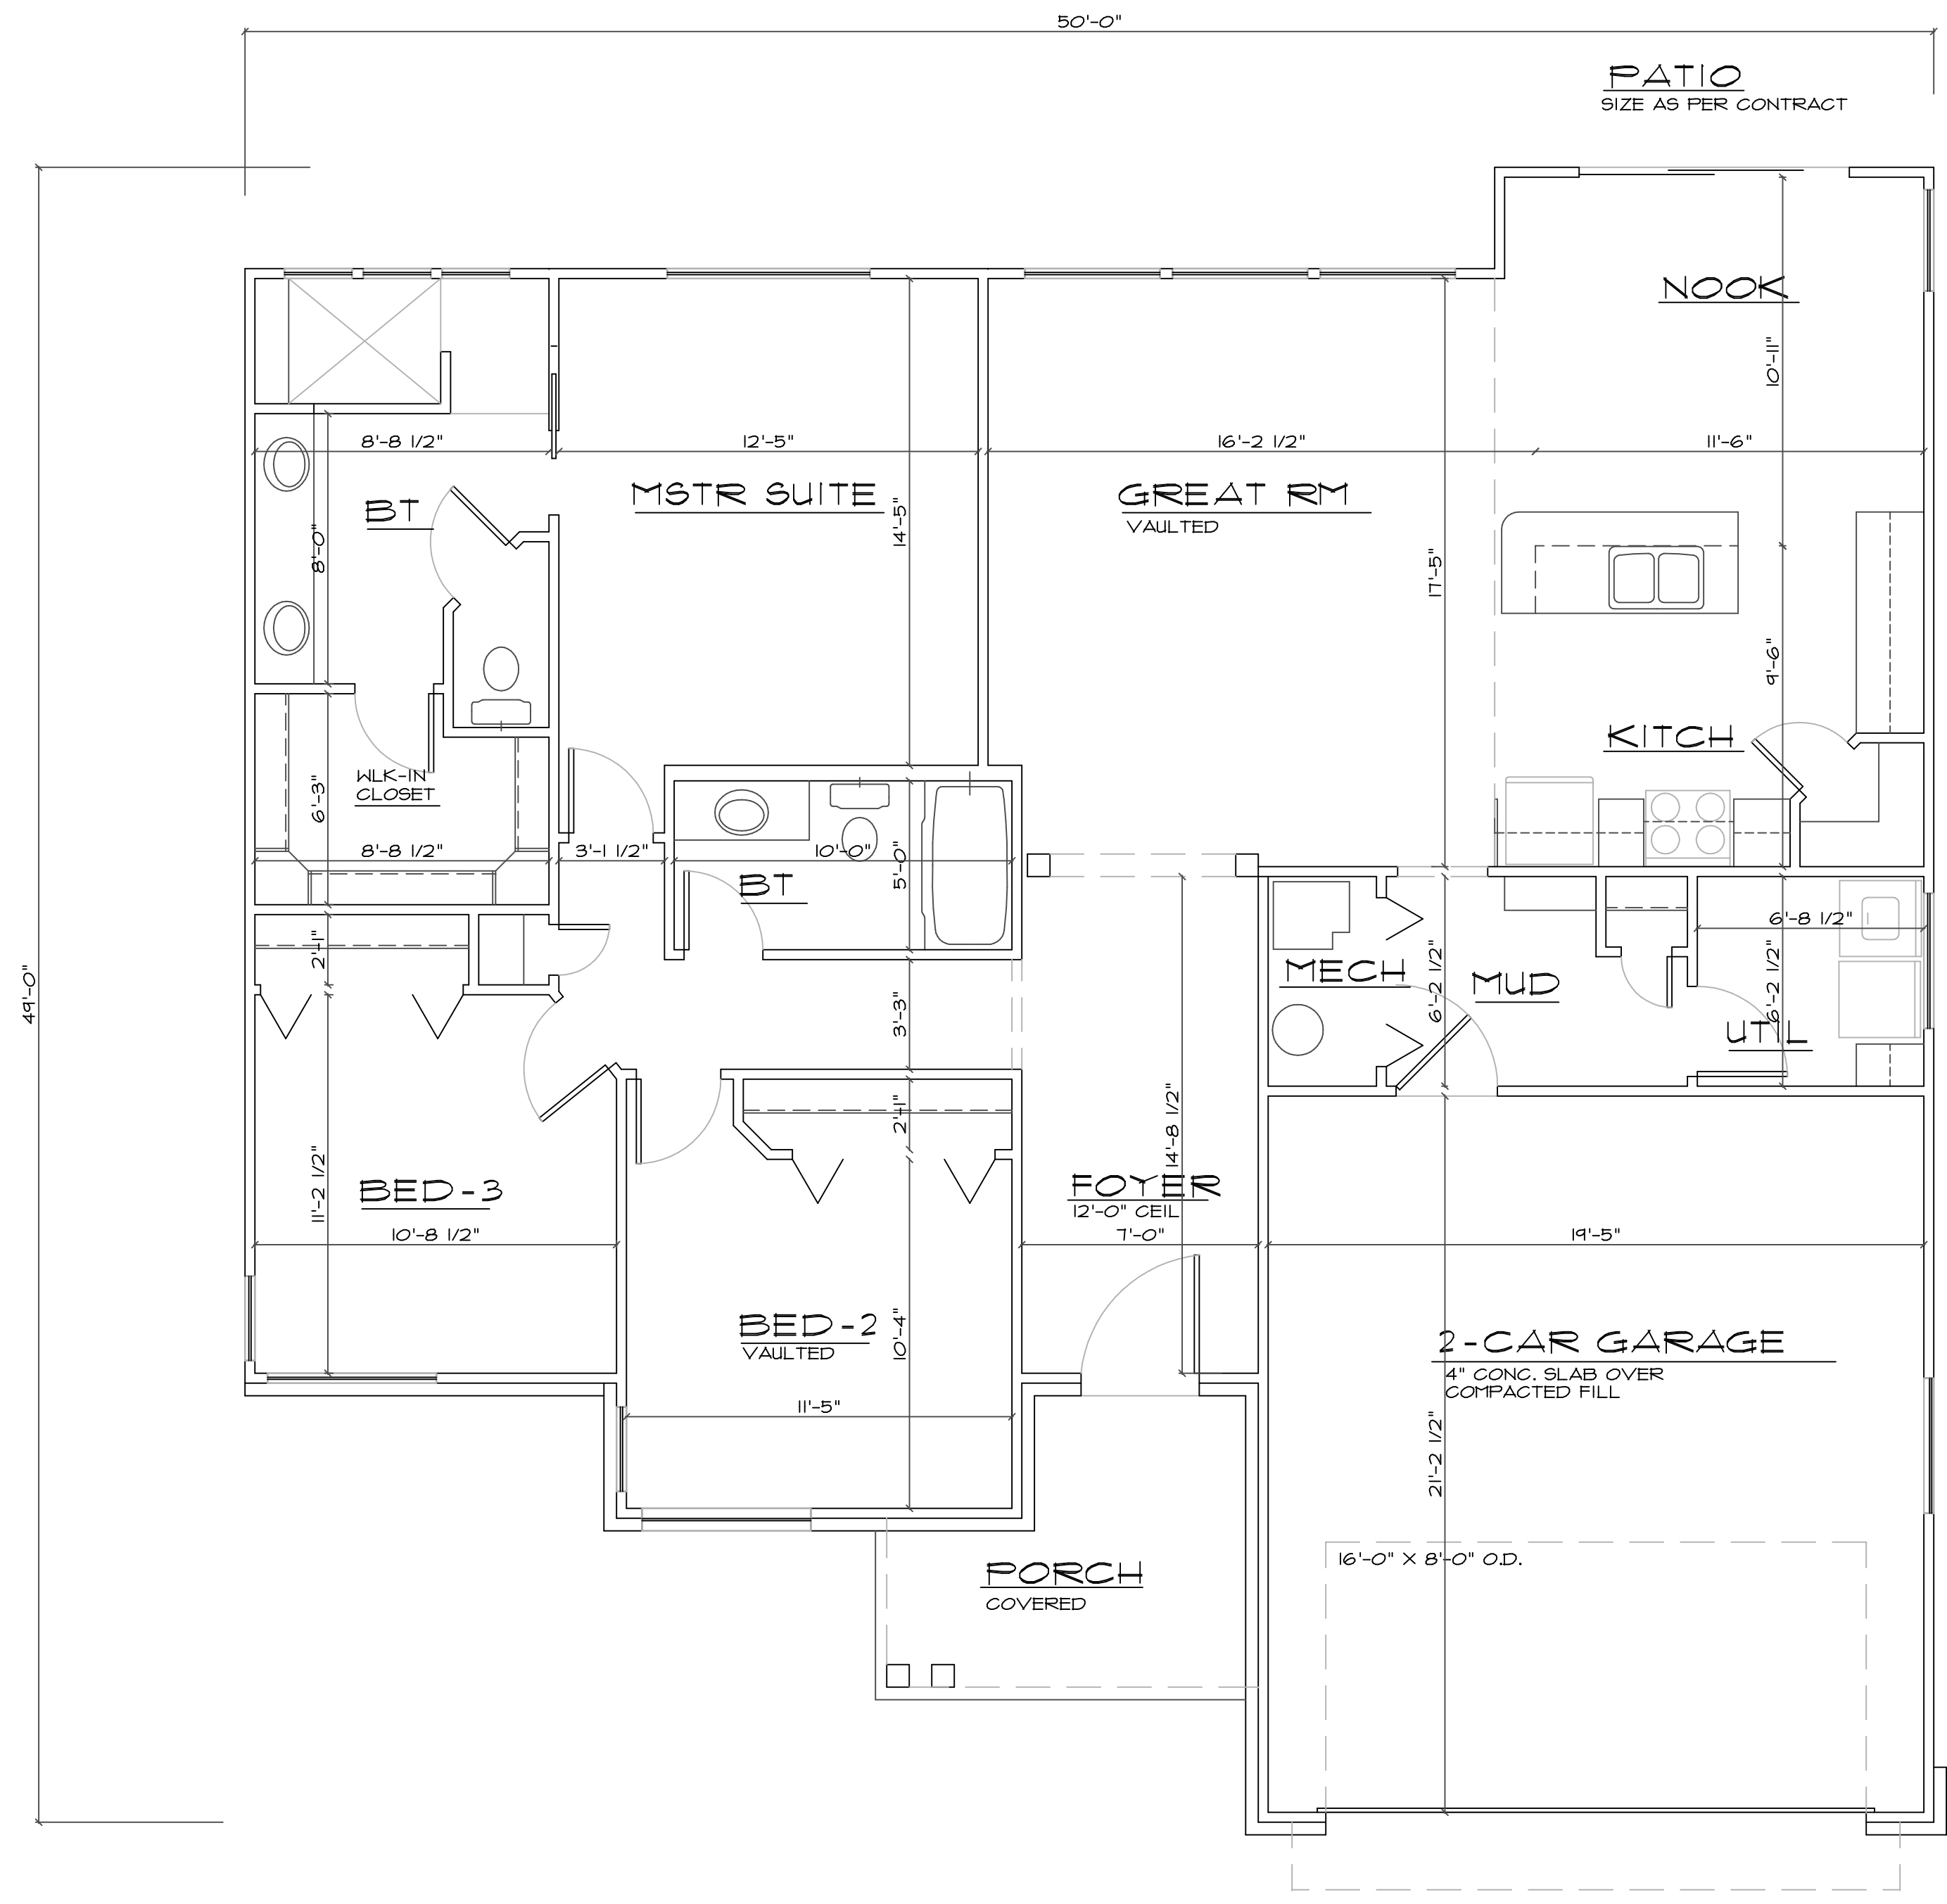 50'-0"
PATIO
SIZE AS PER CONTRACT
NOOK
10'-11"
8'-8 1/2"
12'-5"
16'-2 1/2"
11'-6"
MSTR SUITE
GREAT RM
VAULTED
BT
8'-0"
14'-5"
17'-5"
9'-6"
KITCH
WLK-IN
CLOSET
6'-3"
8'-8 1/2"
3'-1 1/2"
10'-0"
5'-0"
BT
6'-8 1/2"
2'-1"
MECH
6'-2 1/2"
MUD
6'-2 1/2"
UTIL
49'-0"
3'-3"
2'-1"
14'-8 1/2"
BED-3
11'-2 1/2"
10'-8 1/2"
FOYER
12'-0" CEIL
7'-0"
19'-5"
BED-2
VAULTED
10'-4"
11'-5"
2-CAR GARAGE
4" CONC. SLAB OVER
COMPACTED FILL
21'-2 1/2"
16'-0" X 8'-0" O.D.
PORCH
COVERED